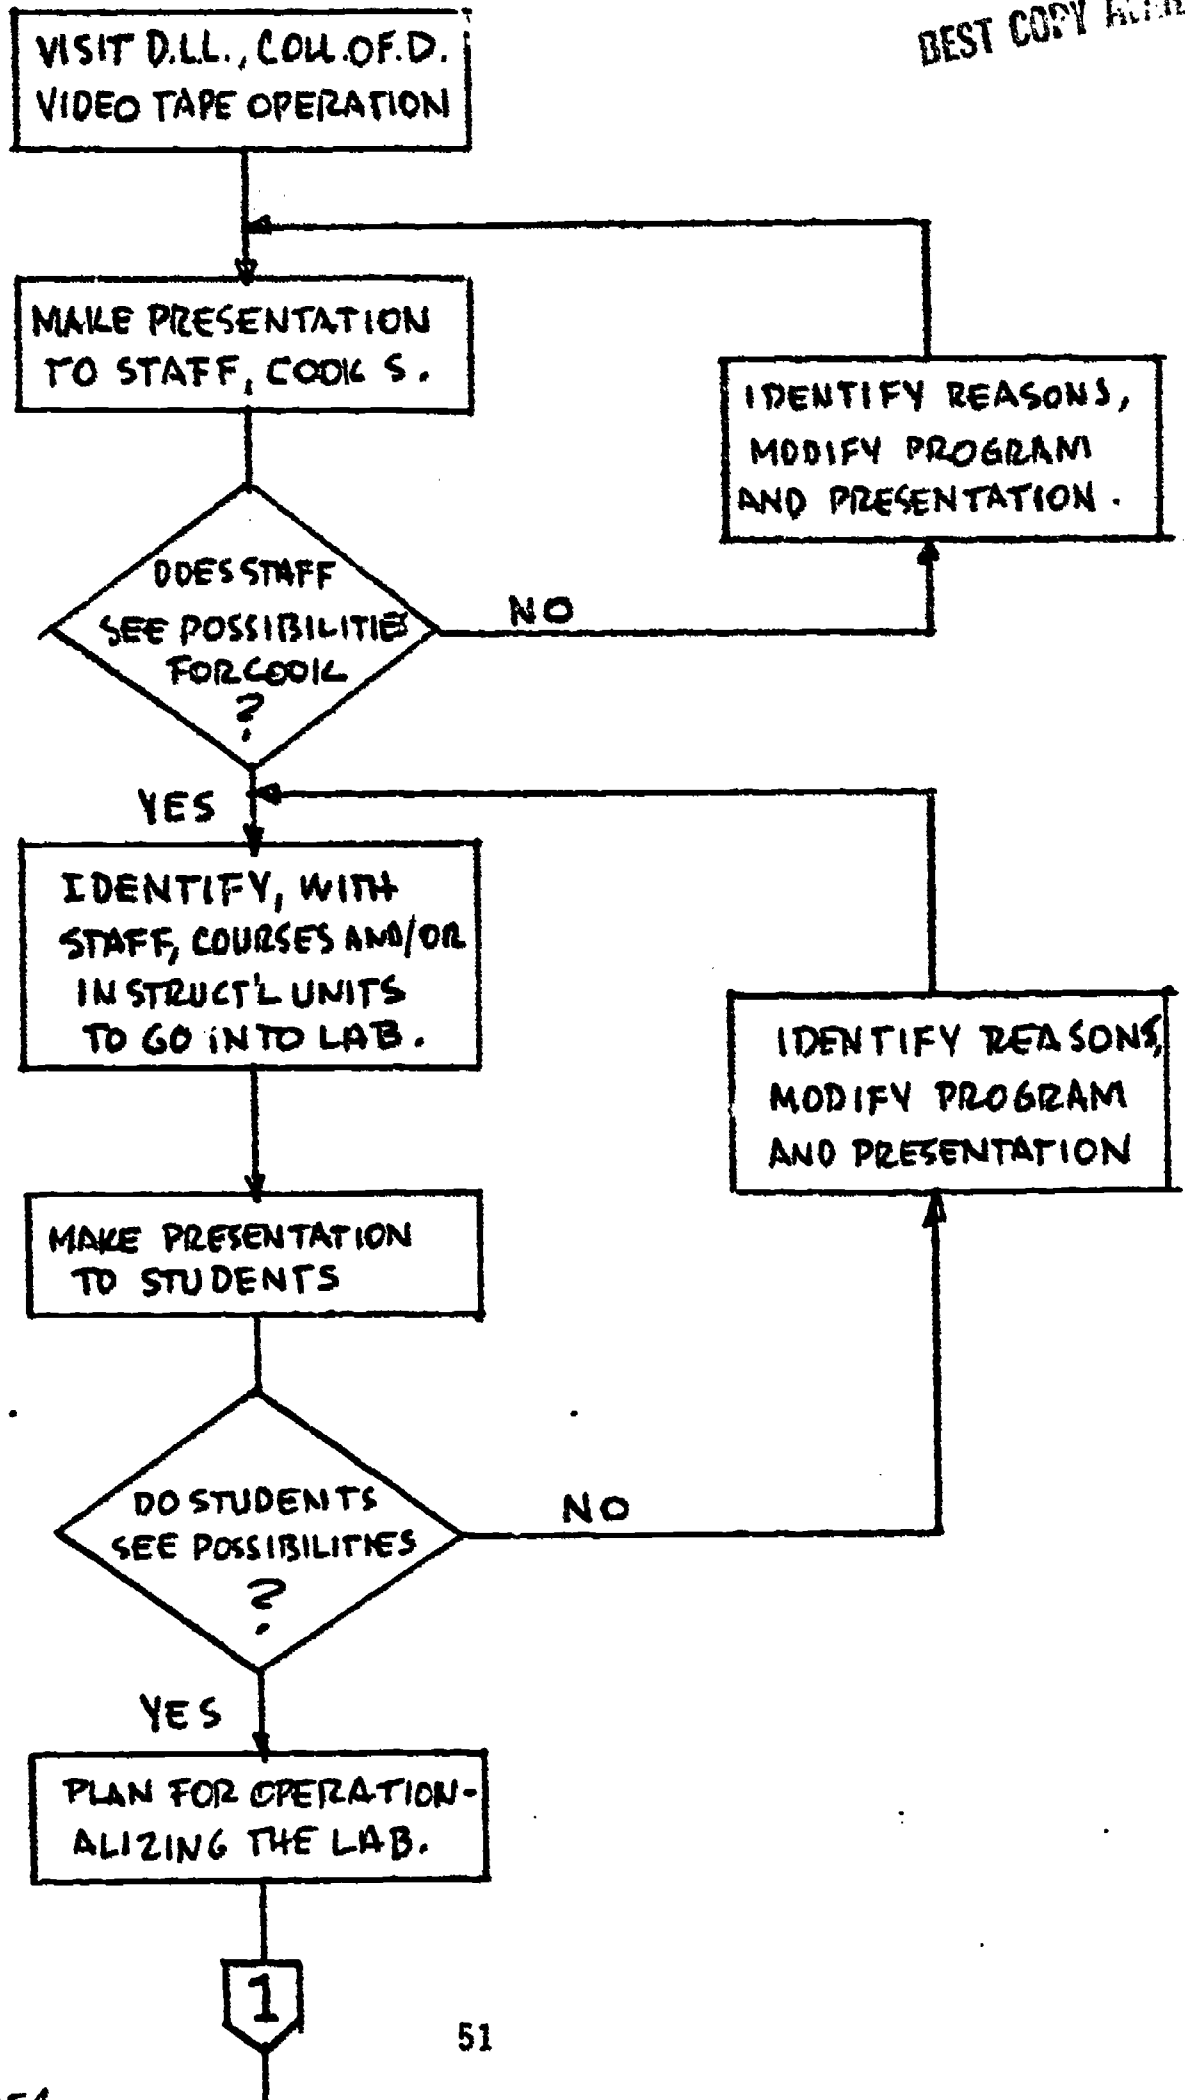 BEST COPY
VISIT D.L.L., COLL. OF. D.
VIDEO TAPE OPERATION
MAKE PRESENTATION
TO STAFF, COOK S.
IDENTIFY REASONS,
MODIFY PROGRAM
AND PRESENTATION.
DOES STAFF
SEE POSSIBILITIES
FOR COOK
?
NO
YES
IDENTIFY, WITH
STAFF, COURSES AND/OR
INSTRUCT'L UNITS
TO GO INTO LAB.
IDENTIFY REASONS,
MODIFY PROGRAM
AND PRESENTATION
MAKE PRESENTATION
TO STUDENTS
DO STUDENTS
SEE POSSIBILITIES
?
NO
YES
PLAN FOR OPERATION-
ALIZING THE LAB.
1
51